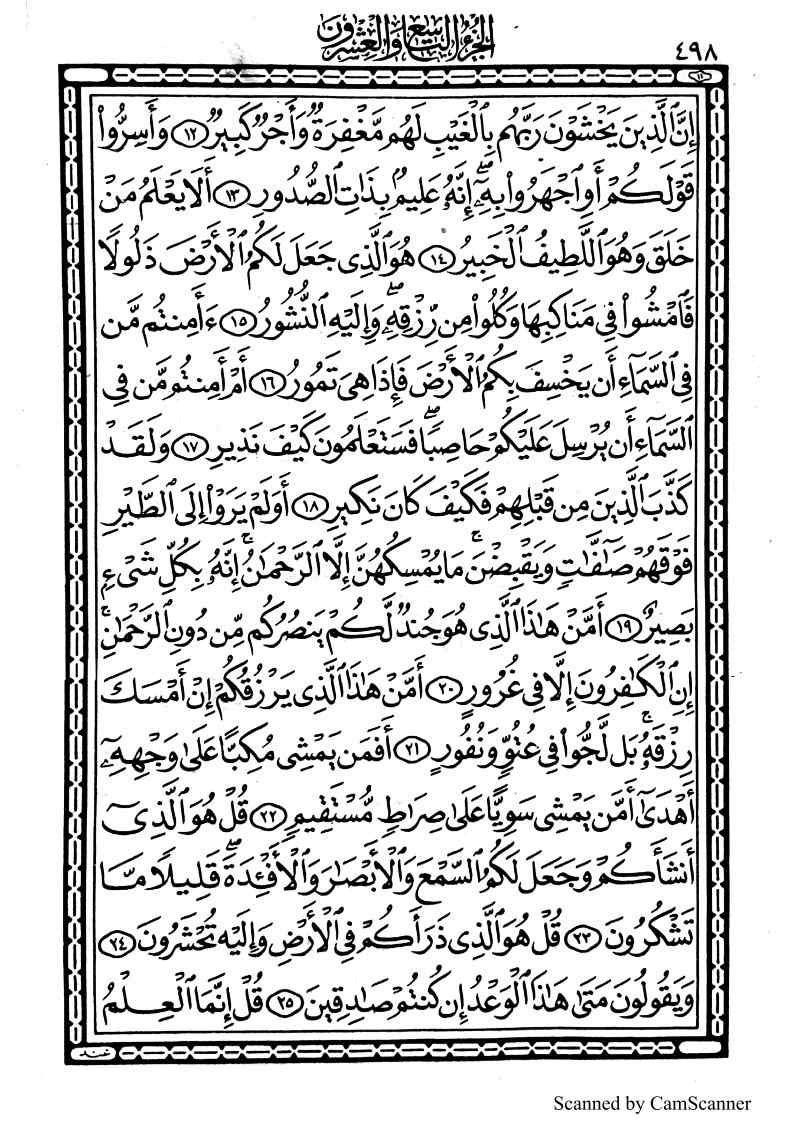 الجزء التاسع والعشرون
٤٩٨
إِنَّ ٱلَّذِينَ يَخْشَوْنَ رَبَّهُم بِٱلْغَيْبِ لَهُم مَّغْفِرَةٌ وَأَجْرٌ كَبِيرٌ ١٢ وَأَسِرُّوا۟
قَوْلَكُمْ أَوِ ٱجْهَرُوا۟ بِهِۦٓ ۖ إِنَّهُۥ عَلِيمٌۢ بِذَاتِ ٱلصُّدُورِ ١٣ أَلَا يَعْلَمُ مَنْ
خَلَقَ وَهُوَ ٱللَّطِيفُ ٱلْخَبِيرُ ١٤ هُوَ ٱلَّذِى جَعَلَ لَكُمُ ٱلْأَرْضَ ذَلُولًا
فَٱمْشُوا۟ فِى مَنَاكِبِهَا وَكُلُوا۟ مِن رِّزْقِهِۦ ۖ وَإِلَيْهِ ٱلنُّشُورُ ١٥ ءَأَمِنتُم مَّن
فِى ٱلسَّمَآءِ أَن يَخْسِفَ بِكُمُ ٱلْأَرْضَ فَإِذَا هِىَ تَمُورُ ١٦ أَمْ أَمِنتُم مَّن فِى
ٱلسَّمَآءِ أَن يُرْسِلَ عَلَيْكُمْ حَاصِبًا ۖ فَسَتَعْلَمُونَ كَيْفَ نَذِيرِ ١٧ وَلَقَدْ
كَذَّبَ ٱلَّذِينَ مِن قَبْلِهِمْ فَكَيْفَ كَانَ نَكِيرِ ١٨ أَوَلَمْ يَرَوْا۟ إِلَى ٱلطَّيْرِ
فَوْقَهُمْ صَٰٓفَّٰتٍ وَيَقْبِضْنَ ۚ مَا يُمْسِكُهُنَّ إِلَّا ٱلرَّحْمَٰنُ ۚ إِنَّهُۥ بِكُلِّ شَىْءٍۭ
بَصِيرٌ ١٩ أَمَّنْ هَٰذَا ٱلَّذِى هُوَ جُندٌ لَّكُمْ يَنصُرُكُم مِّن دُونِ ٱلرَّحْمَٰنِ ۚ
إِنِ ٱلْكَٰفِرُونَ إِلَّا فِى غُرُورٍ ٢٠ أَمَّنْ هَٰذَا ٱلَّذِى يَرْزُقُكُمْ إِنْ أَمْسَكَ
رِزْقَهُۥ ۚ بَل لَّجُّوا۟ فِى عُتُوٍّ وَنُفُورٍ ٢١ أَفَمَن يَمْشِى مُكِبًّا عَلَىٰ وَجْهِهِۦٓ
أَهْدَىٰٓ أَمَّن يَمْشِى سَوِيًّا عَلَىٰ صِرَٰطٍ مُّسْتَقِيمٍ ٢٢ قُلْ هُوَ ٱلَّذِىٓ
أَنشَأَكُمْ وَجَعَلَ لَكُمُ ٱلسَّمْعَ وَٱلْأَبْصَٰرَ وَٱلْأَفْـِٔدَةَ ۖ قَلِيلًا مَّا
تَشْكُرُونَ ٢٣ قُلْ هُوَ ٱلَّذِى ذَرَأَكُمْ فِى ٱلْأَرْضِ وَإِلَيْهِ تُحْشَرُونَ ٢٤
وَيَقُولُونَ مَتَىٰ هَٰذَا ٱلْوَعْدُ إِن كُنتُمْ صَٰدِقِينَ ٢٥ قُلْ إِنَّمَا ٱلْعِلْمُ
عند
Scanned by CamScanner